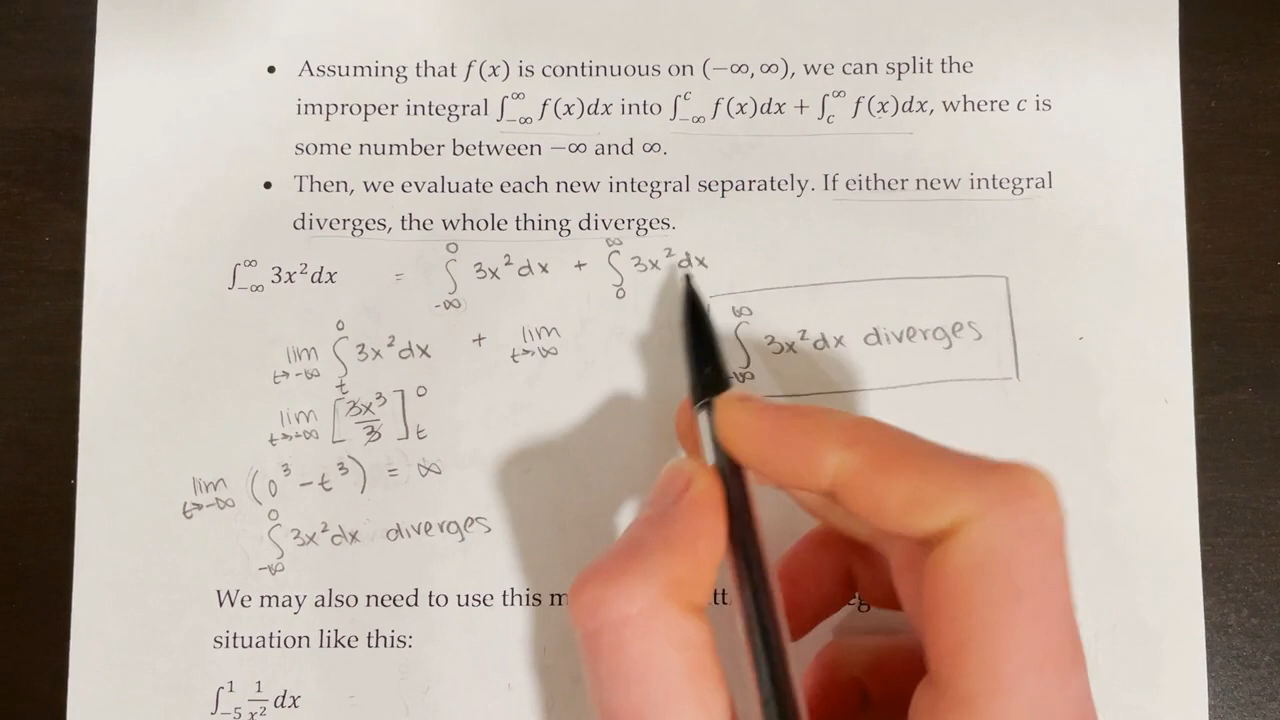 • Assuming that f(x) is continuous on (−∞, ∞), we can split the
improper integral ∫_{−∞}^{∞} f(x)dx into ∫_{−∞}^{c} f(x)dx + ∫_{c}^{∞} f(x)dx, where c is
some number between −∞ and ∞.
• Then, we evaluate each new integral separately. If either new integral
diverges, the whole thing diverges.
∫_{−∞}^{∞} 3x²dx = ∫_{-∞}^{0} 3x²dx + ∫_{0}^{∞} 3x²dx
lim_{t→-∞} ∫_{t}^{0} 3x²dx + lim_{t→∞}
∫_{-∞}^{∞} 3x²dx diverges
lim_{t→-∞} [3x³/3]_{t}^{0}
lim_{t→-∞} (0³ - t³) = ∞
∫_{-∞}^{0} 3x²dx diverges
We may also need to use this
situation like this:
∫_{−5}^{1} 1/x² dx